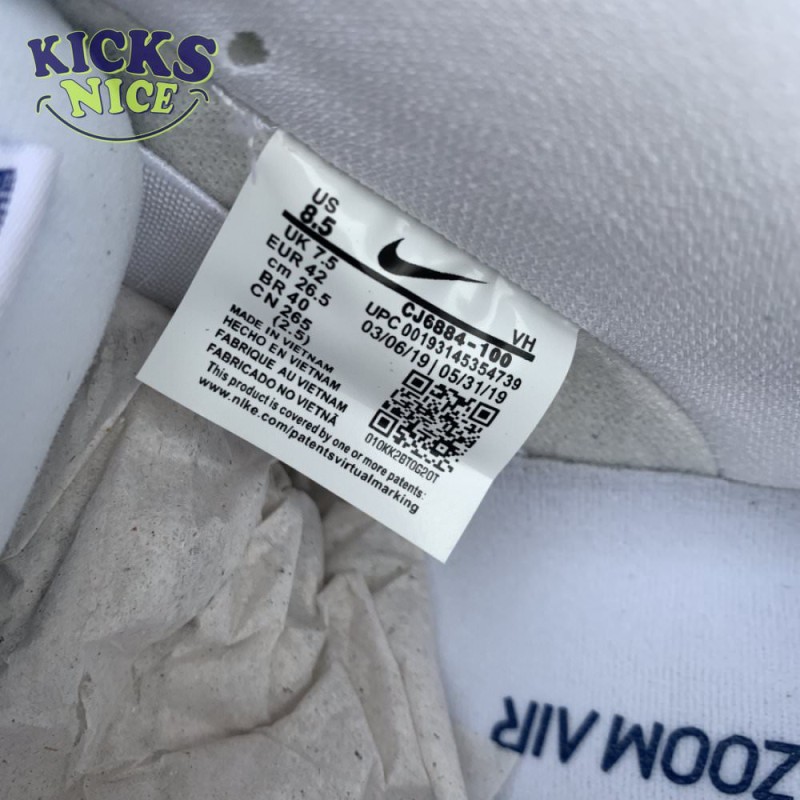 KICKS
NICE
US
8.5
UK 7.5
EUR 42
cm 26.5
BR 40
CN 265
(2.5)
MADE IN VIETNAM
HECHO EN VIETNAM
FABRIQUE AU VIETNAM
FABRICADO NO VIETNÃ
This product is covered by one or more patents:
www.nike.com/patentsvirtualmarking
CJ6884-100 VH
UPC 00193145354739
03/06/19 | 05/31/19
010KK2BT0G20T
ZOOM AIR